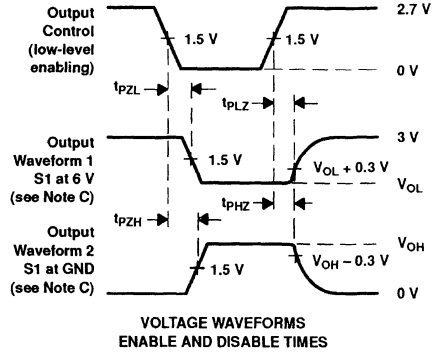 Output
Control
(low-level
enabling)
1.5 V
1.5 V
2.7 V
0 V
tPZL
tPLZ
Output
Waveform 1
S1 at 6 V
(see Note C)
1.5 V
3 V
VOL + 0.3 V
VOL
tPZH
tPHZ
Output
Waveform 2
S1 at GND
(see Note C)
1.5 V
VOH
VOH − 0.3 V
0 V
VOLTAGE WAVEFORMS
ENABLE AND DISABLE TIMES